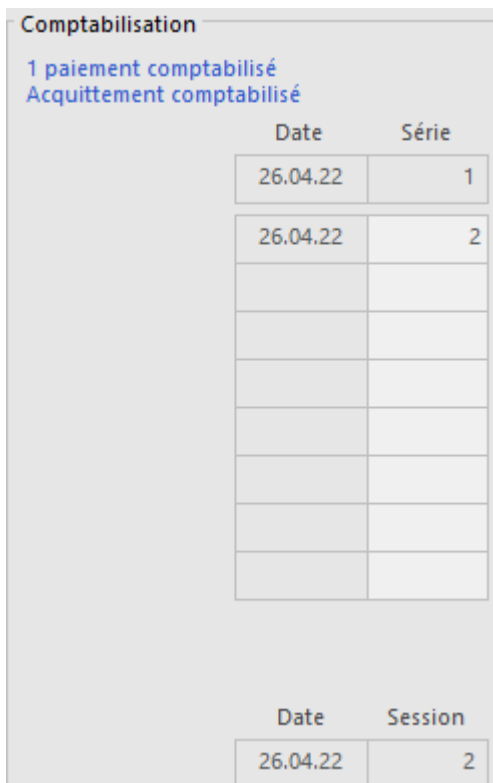 Comptabilisation
1 paiement comptabilisé
Acquittement comptabilisé
Date Série
26.04.22 1
26.04.22 2
Date Session
26.04.22 2